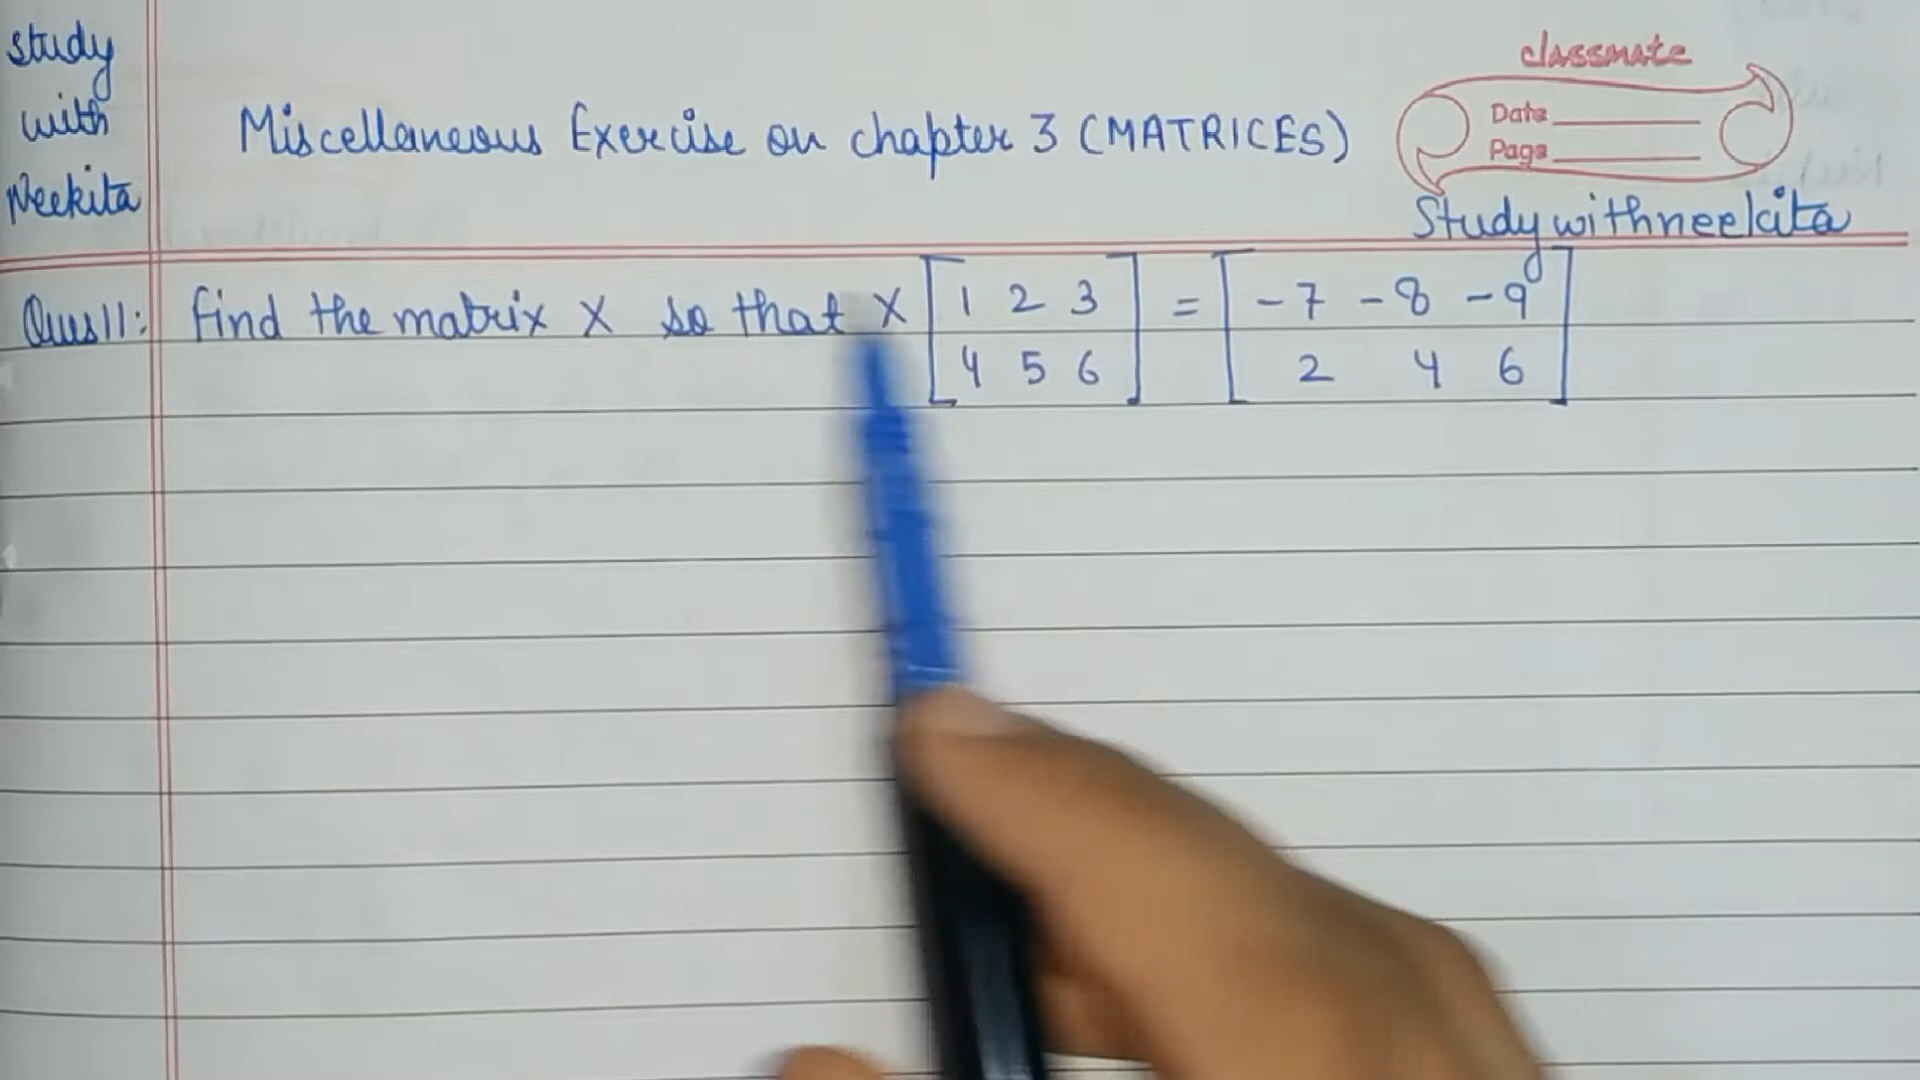 study
with
Neekita
Miscellaneous Exercise on chapter 3 (MATRICES)
classmate
Date
Page
Studywithneekita
Ques11: find the matrix X so that X [1 2 3] = [-7 -8 -9]
[4 5 6] [2 4 6]